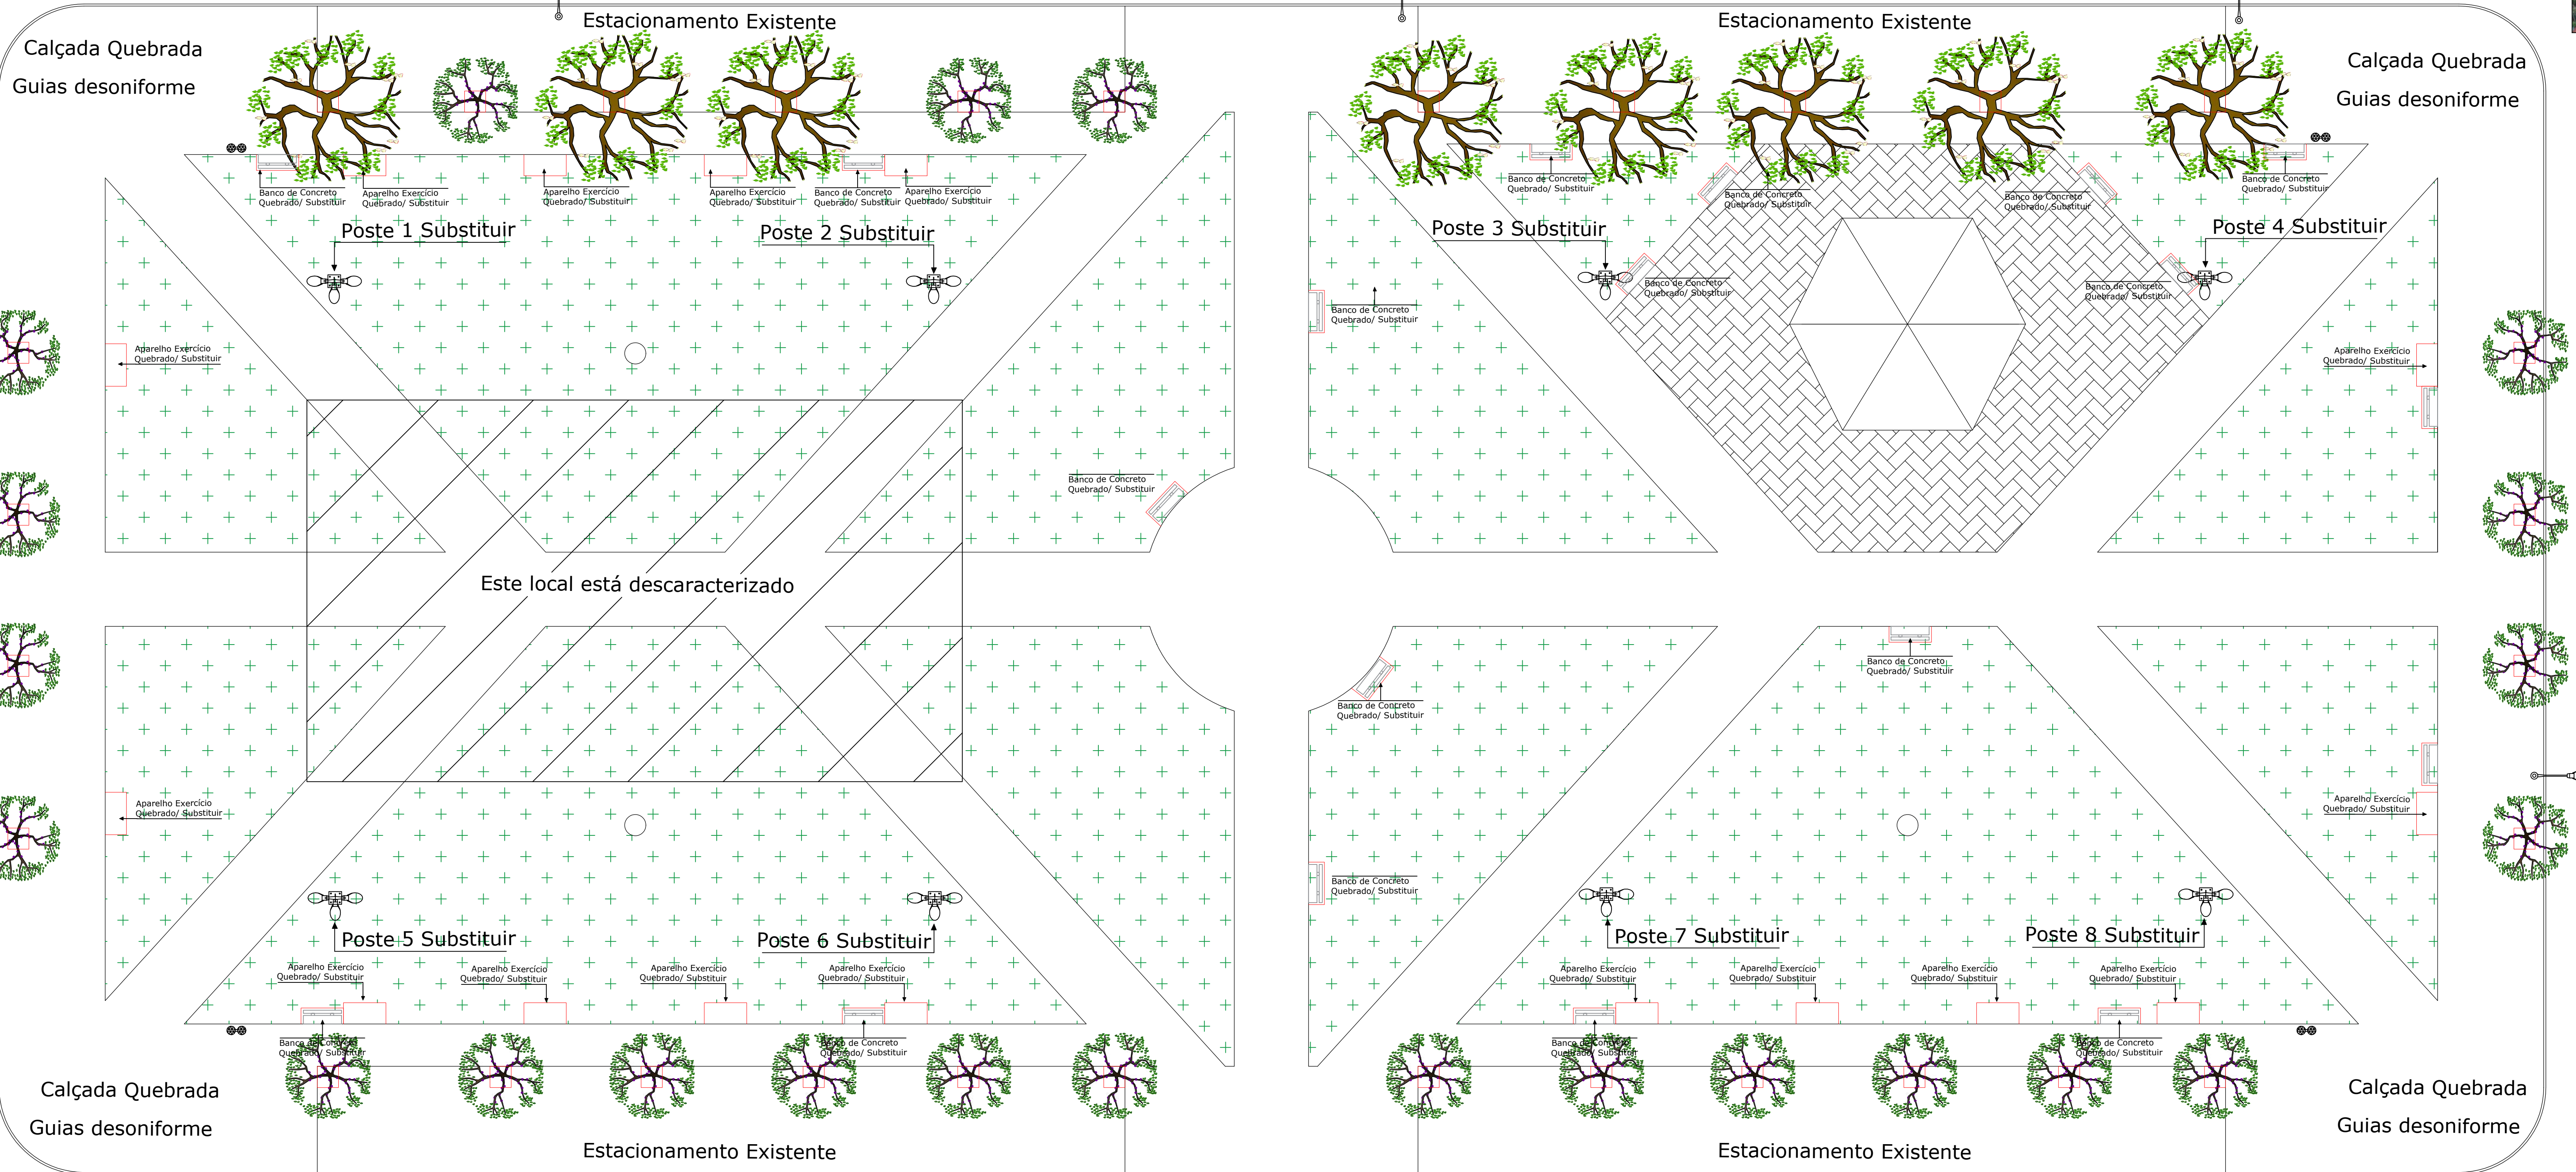 Estacionamento Existente
Estacionamento Existente
Calçada Quebrada
Guias desoniforme
Calçada Quebrada
Guias desoniforme
Banco de Concreto
Quebrado/ Substituir
Aparelho Exercício
Quebrado/ Substituir
Aparelho Exercício
Quebrado/ Substituir
Aparelho Exercício
Quebrado/ Substituir
Banco de Concreto
Quebrado/ Substituir
Aparelho Exercício
Quebrado/ Substituir
Banco de Concreto
Quebrado/ Substituir
Banco de Concreto
Quebrado/ Substituir
Banco de Concreto
Quebrado/ Substituir
Banco de Concreto
Quebrado/ Substituir
Poste 1 Substituir
Poste 2 Substituir
Poste 3 Substituir
Poste 4 Substituir
Banco de Concreto
Quebrado/ Substituir
Banco de Concreto
Quebrado/ Substituir
Banco de Concreto
Quebrado/ Substituir
Aparelho Exercício
Quebrado/ Substituir
Aparelho Exercício
Quebrado/ Substituir
Banco de Concreto
Quebrado/ Substituir
Este local está descaracterizado
Banco de Concreto
Quebrado/ Substituir
Banco de Concreto
Quebrado/ Substituir
Aparelho Exercício
Quebrado/ Substituir
Aparelho Exercício
Quebrado/ Substituir
Banco de Concreto
Quebrado/ Substituir
Poste 5 Substituir
Poste 6 Substituir
Poste 7 Substituir
Poste 8 Substituir
Aparelho Exercício
Quebrado/ Substituir
Aparelho Exercício
Quebrado/ Substituir
Aparelho Exercício
Quebrado/ Substituir
Aparelho Exercício
Quebrado/ Substituir
Aparelho Exercício
Quebrado/ Substituir
Aparelho Exercício
Quebrado/ Substituir
Aparelho Exercício
Quebrado/ Substituir
Aparelho Exercício
Quebrado/ Substituir
Banco de Concreto
Quebrado/ Substituir
Banco de Concreto
Quebrado/ Substituir
Banco de Concreto
Quebrado/ Substituir
Banco de Concreto
Quebrado/ Substituir
Calçada Quebrada
Guias desoniforme
Calçada Quebrada
Guias desoniforme
Estacionamento Existente
Estacionamento Existente